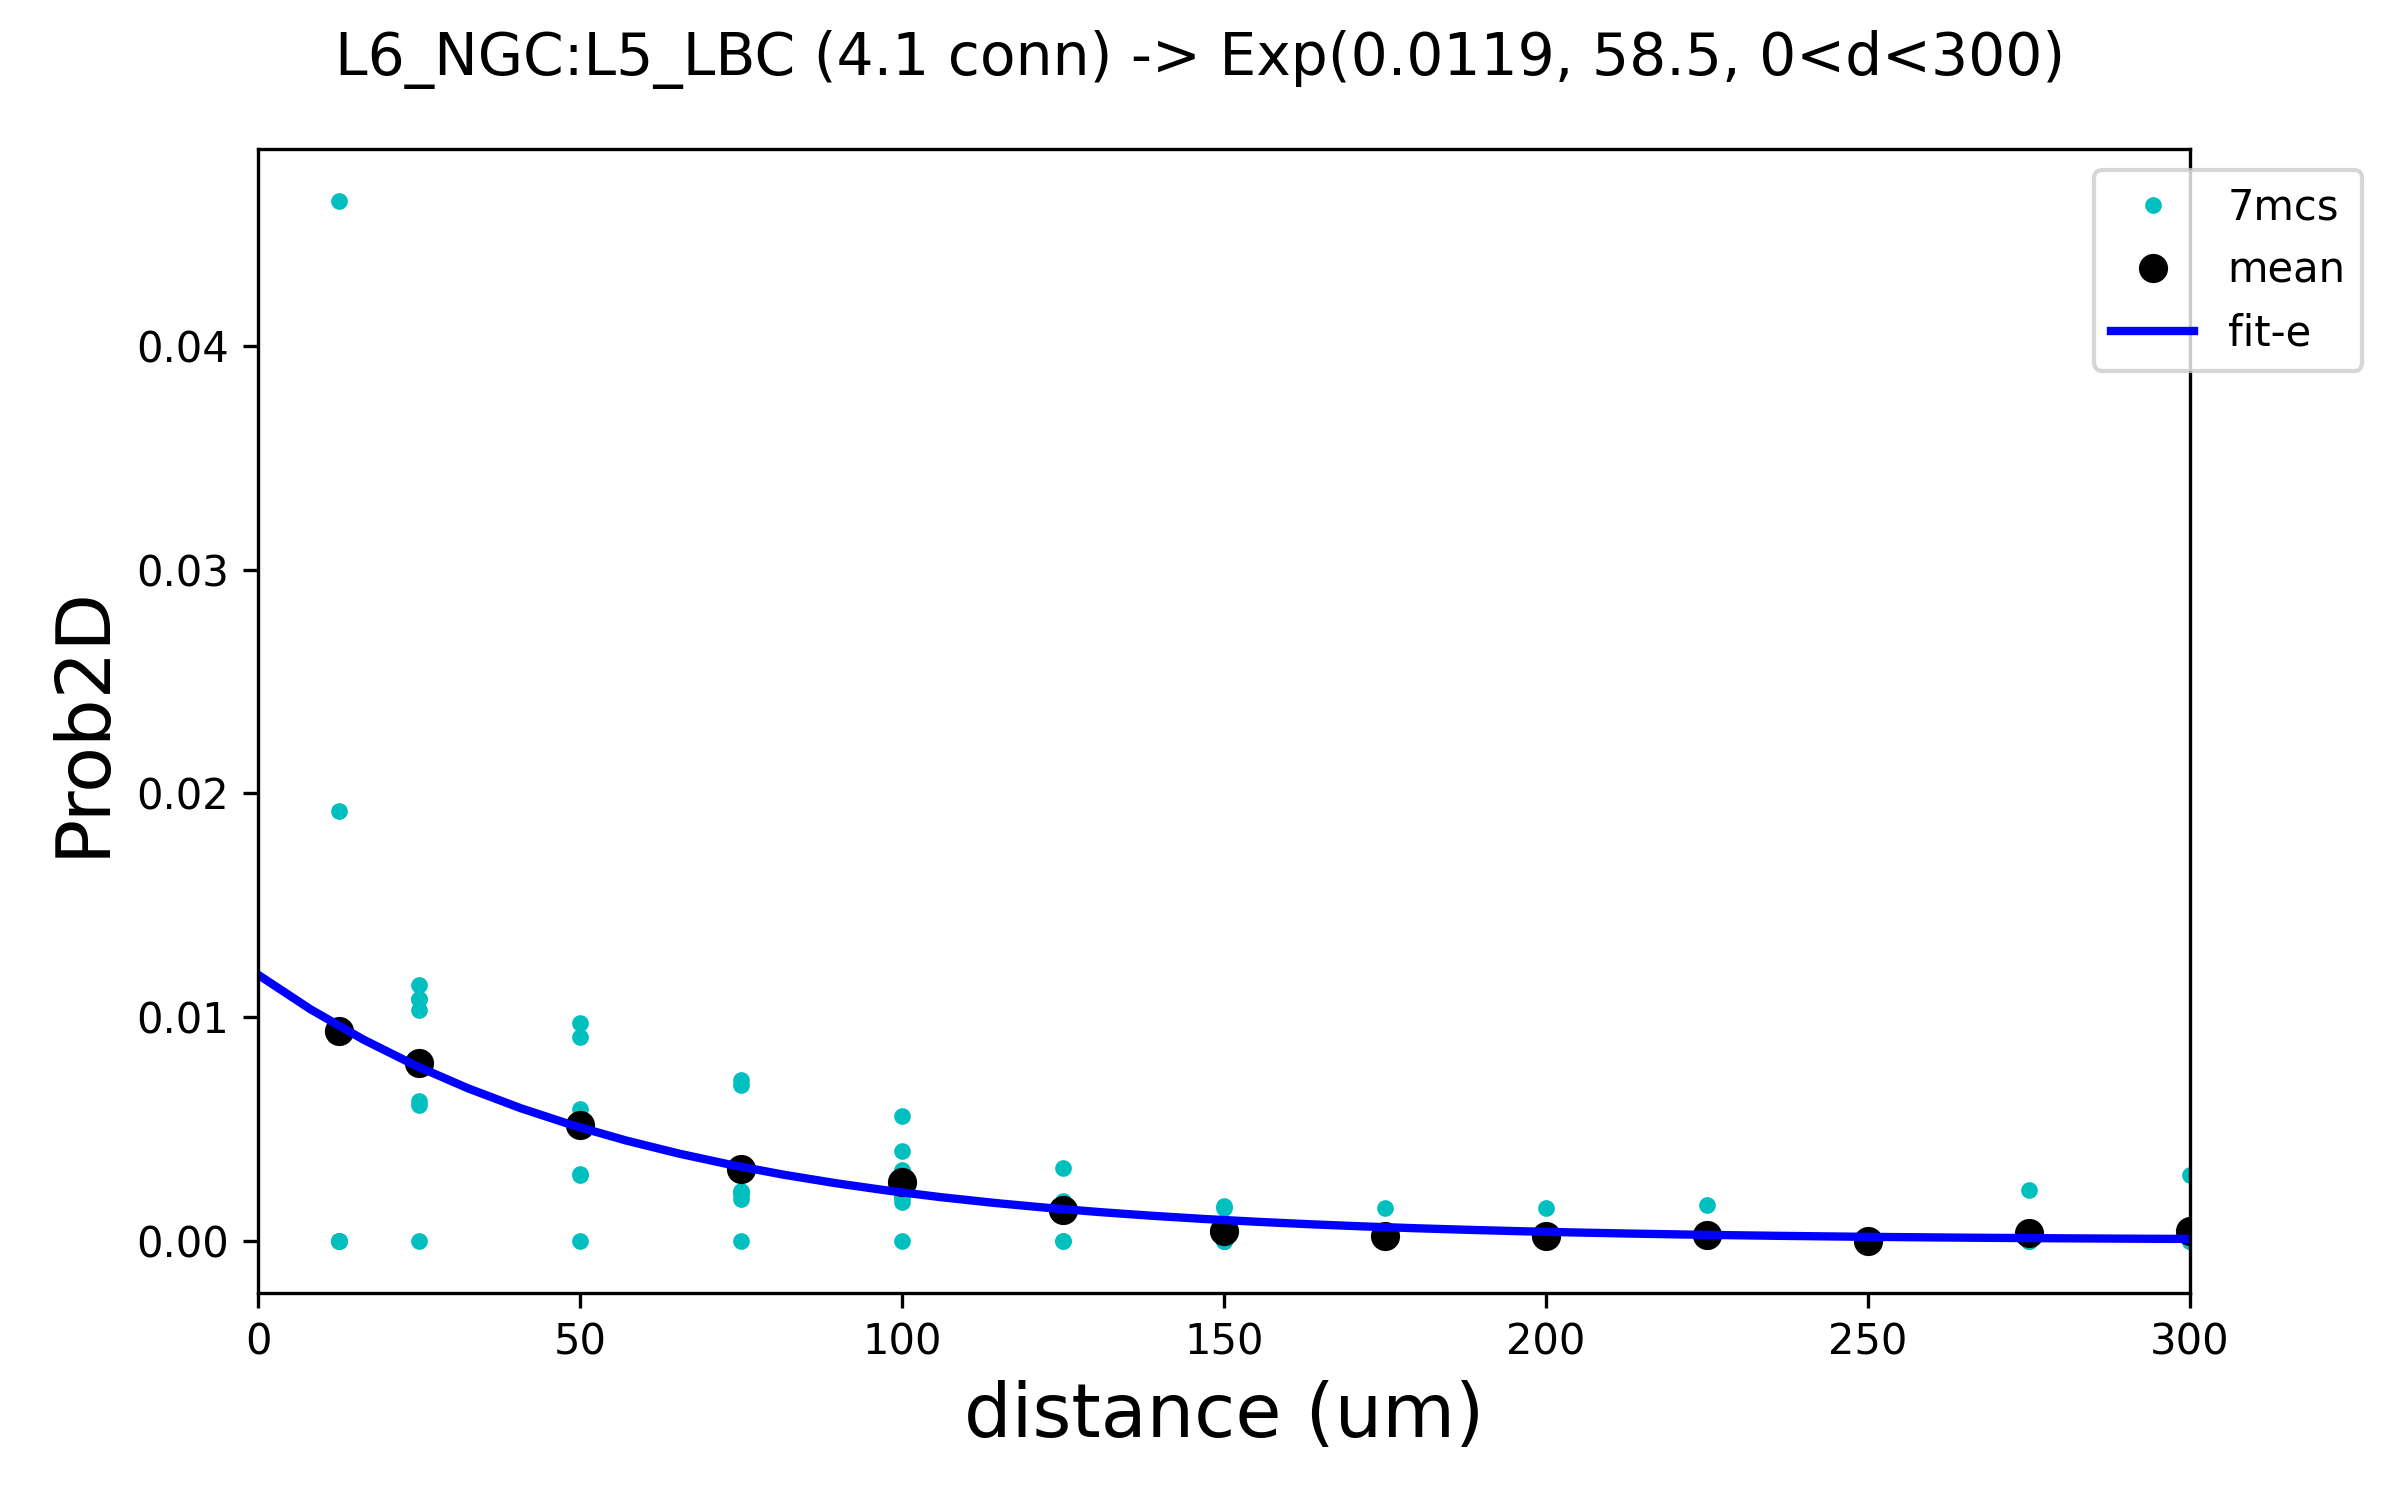 L6_NGC:L5_LBC (4.1 conn) -> Exp(0.0119, 58.5, 0<d<300)
7mcs
mean
fit-e
0.04
0.03
0.02
0.01
0.00
Prob2D
0 50 100 150 200 250 300
distance (um)